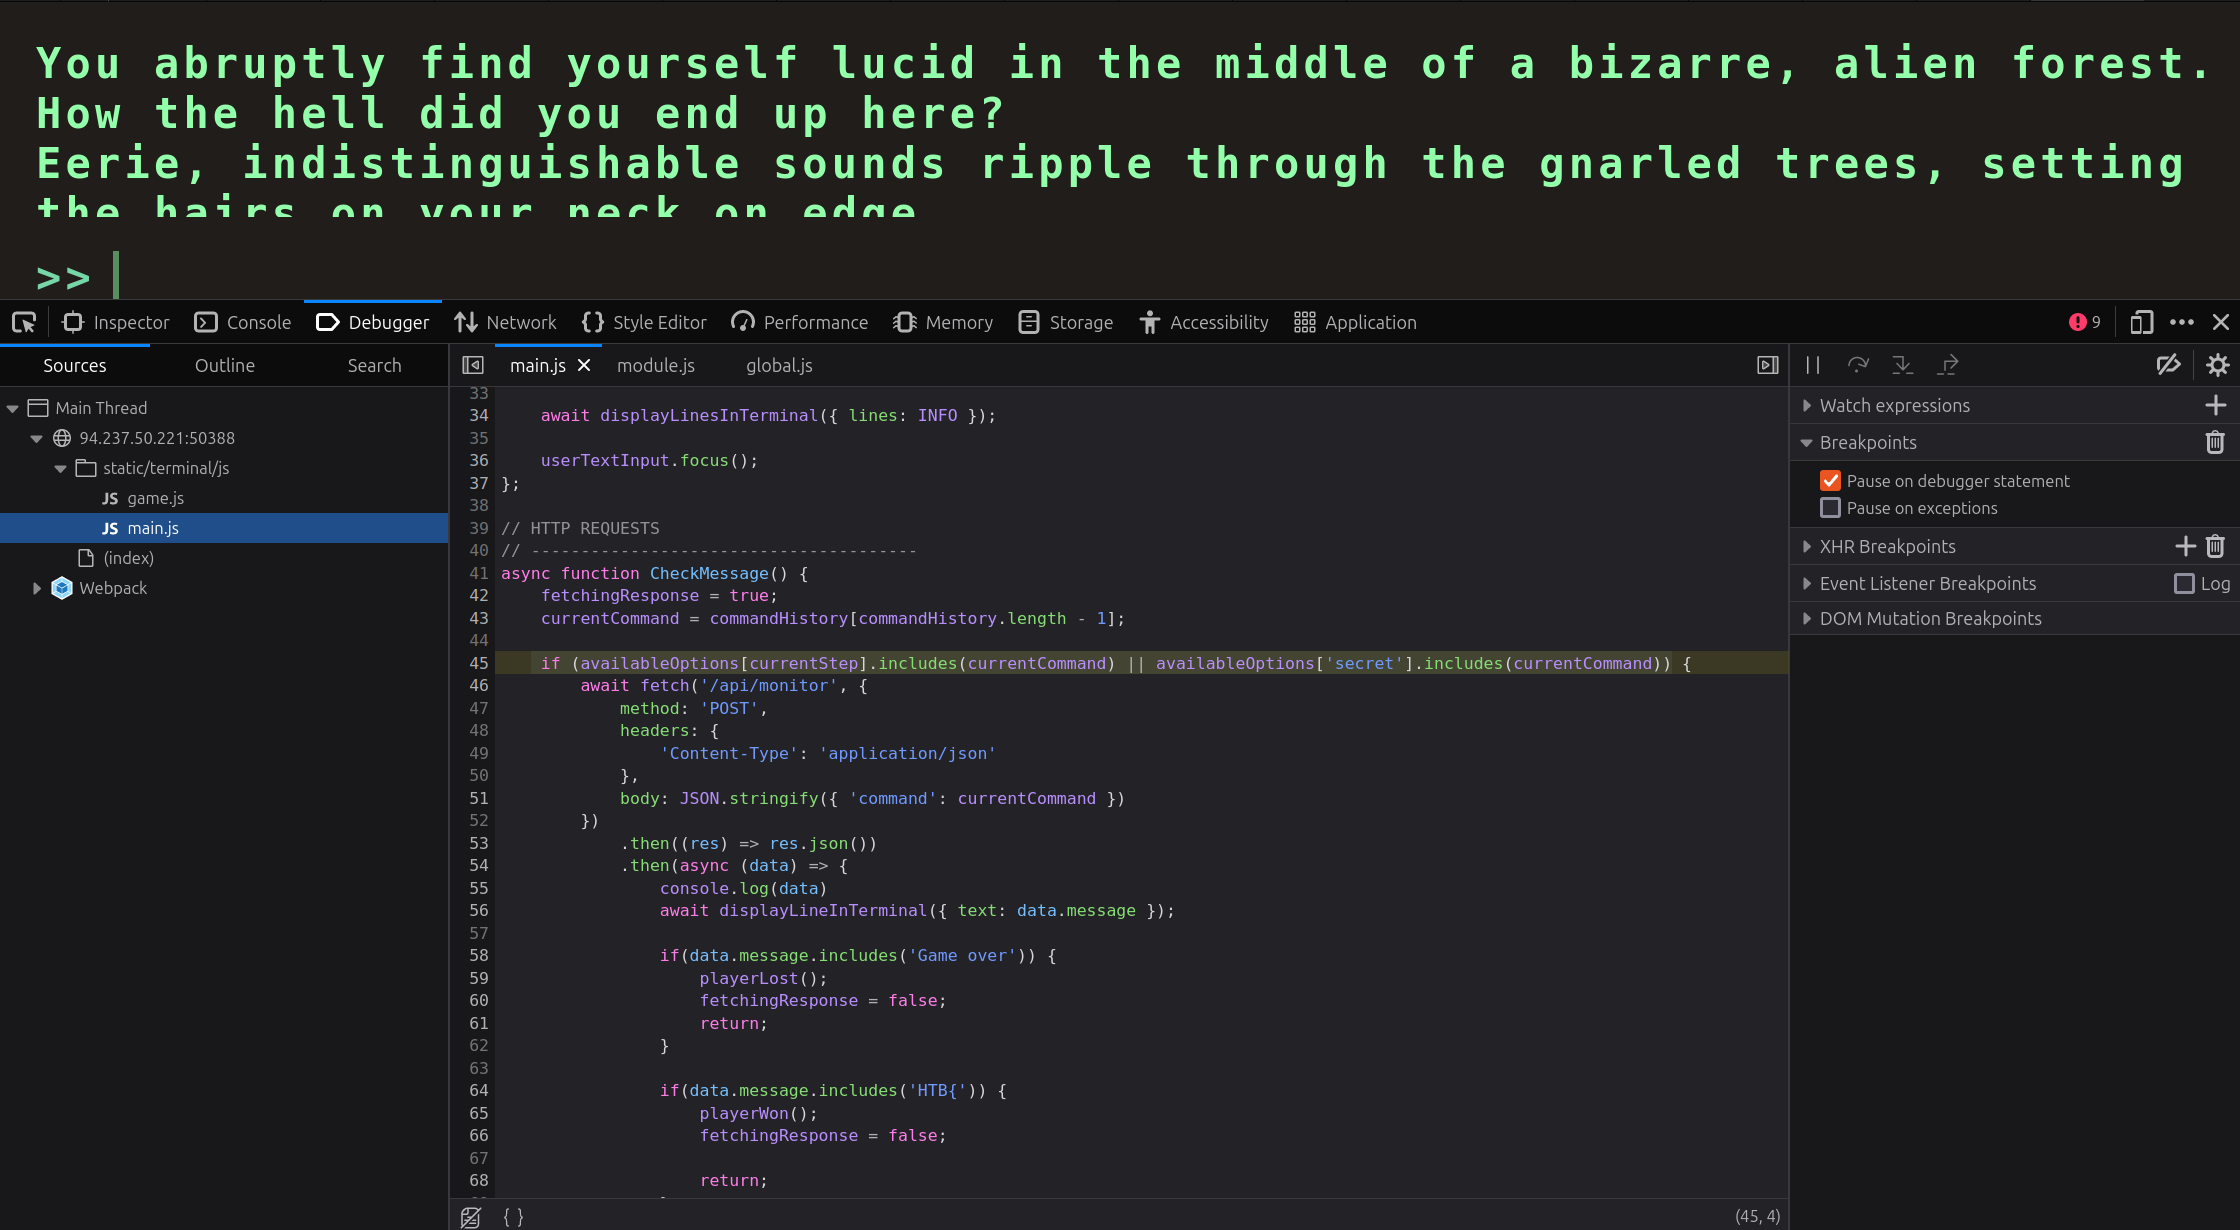 You abruptly find yourself lucid in the middle of a bizarre, alien forest.
How the hell did you end up here?
Eerie, indistinguishable sounds ripple through the gnarled trees, setting
the hairs on your neck on edge
>>
Inspector Console Debugger Network Style Editor Performance Memory Storage Accessibility Application 9
Sources Outline Search
main.js module.js global.js
Main Thread
94.237.50.221:50388
static/terminal/js
JS game.js
JS main.js
(index)
Webpack
33
34 await displayLinesInTerminal({ lines: INFO });
35
36 userTextInput.focus();
37 };
38
39 // HTTP REQUESTS
40 // ---------------------------------------
41 async function CheckMessage() {
42 fetchingResponse = true;
43 currentCommand = commandHistory[commandHistory.length - 1];
44
45 if (availableOptions[currentStep].includes(currentCommand) || availableOptions['secret'].includes(currentCommand)) {
46 await fetch('/api/monitor', {
47 method: 'POST',
48 headers: {
49 'Content-Type': 'application/json'
50 },
51 body: JSON.stringify({ 'command': currentCommand })
52 })
53 .then((res) => res.json())
54 .then(async (data) => {
55 console.log(data)
56 await displayLineInTerminal({ text: data.message });
57
58 if(data.message.includes('Game over')) {
59 playerLost();
60 fetchingResponse = false;
61 return;
62 }
63
64 if(data.message.includes('HTB{')) {
65 playerWon();
66 fetchingResponse = false;
67
68 return;
{ }
(45, 4)
Watch expressions
Breakpoints
Pause on debugger statement
Pause on exceptions
XHR Breakpoints
Event Listener Breakpoints Log
DOM Mutation Breakpoints